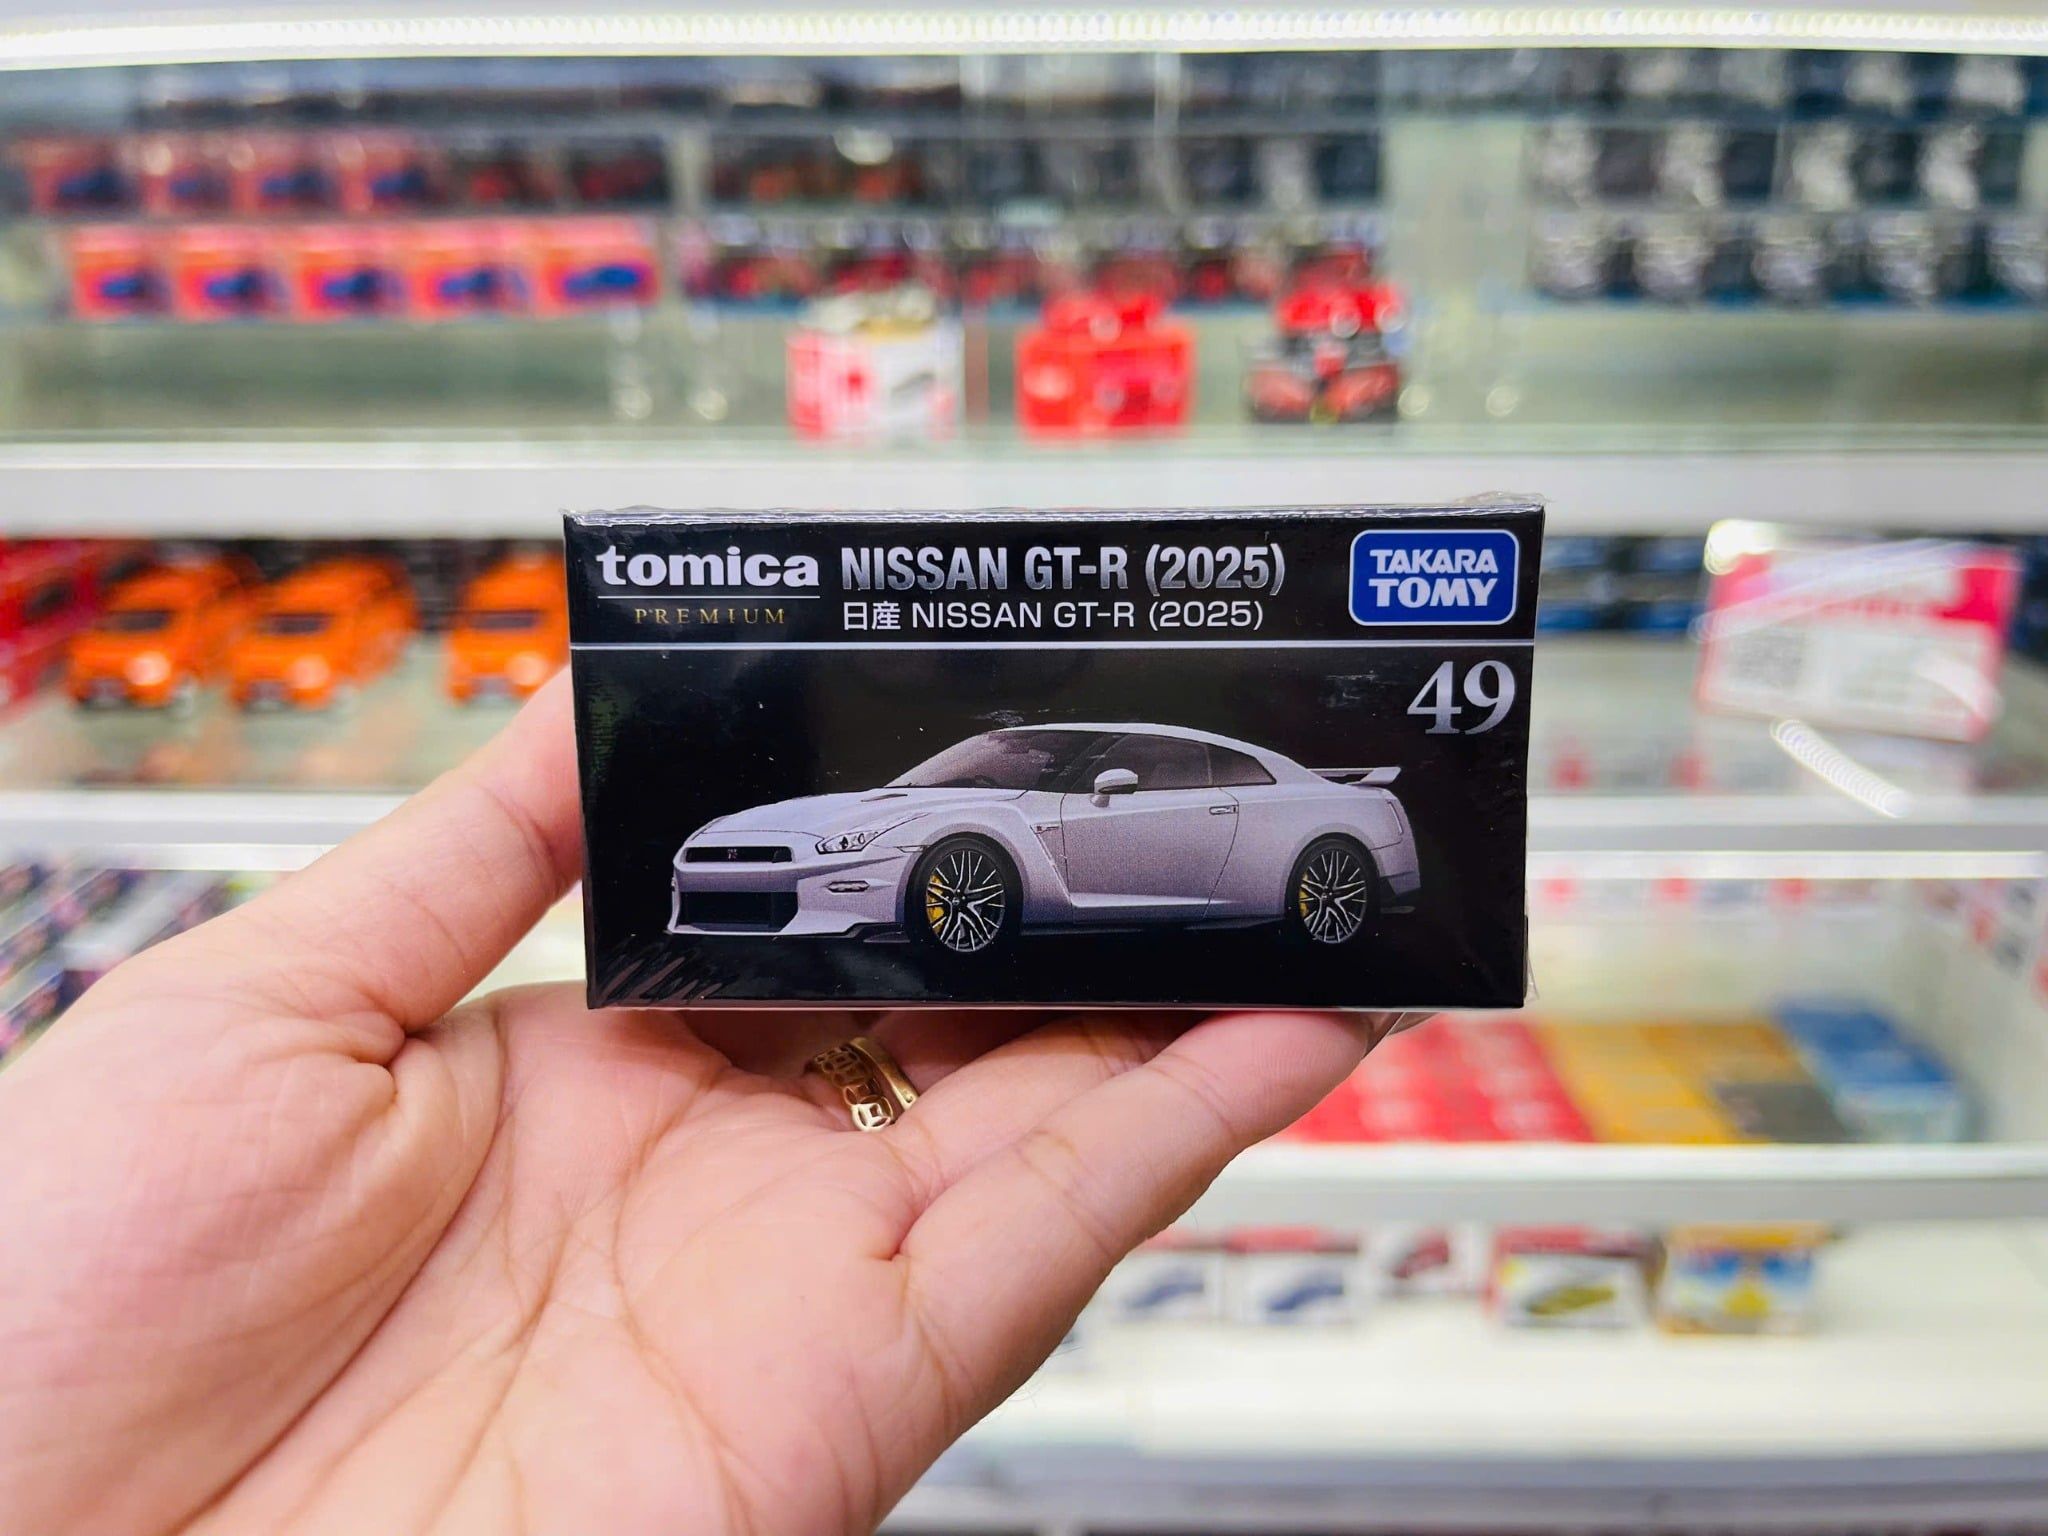 tomica
PREMIUM
NISSAN GT-R (2025)
日産 NISSAN GT-R (2025)
TAKARA
TOMY
49